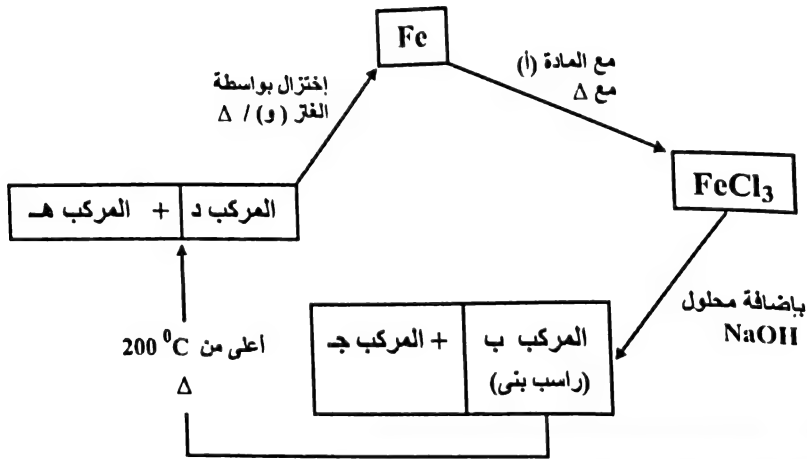 Fe
مع المادة (أ)
مع Δ
إختزال بواسطة
الغاز (و) / Δ
FeCl3
المركب د + المركب هـ
بإضافة محلول
NaOH
المركب ب + المركب جـ
(راسب بنى)
أعلى من 200 ⁰C
Δ